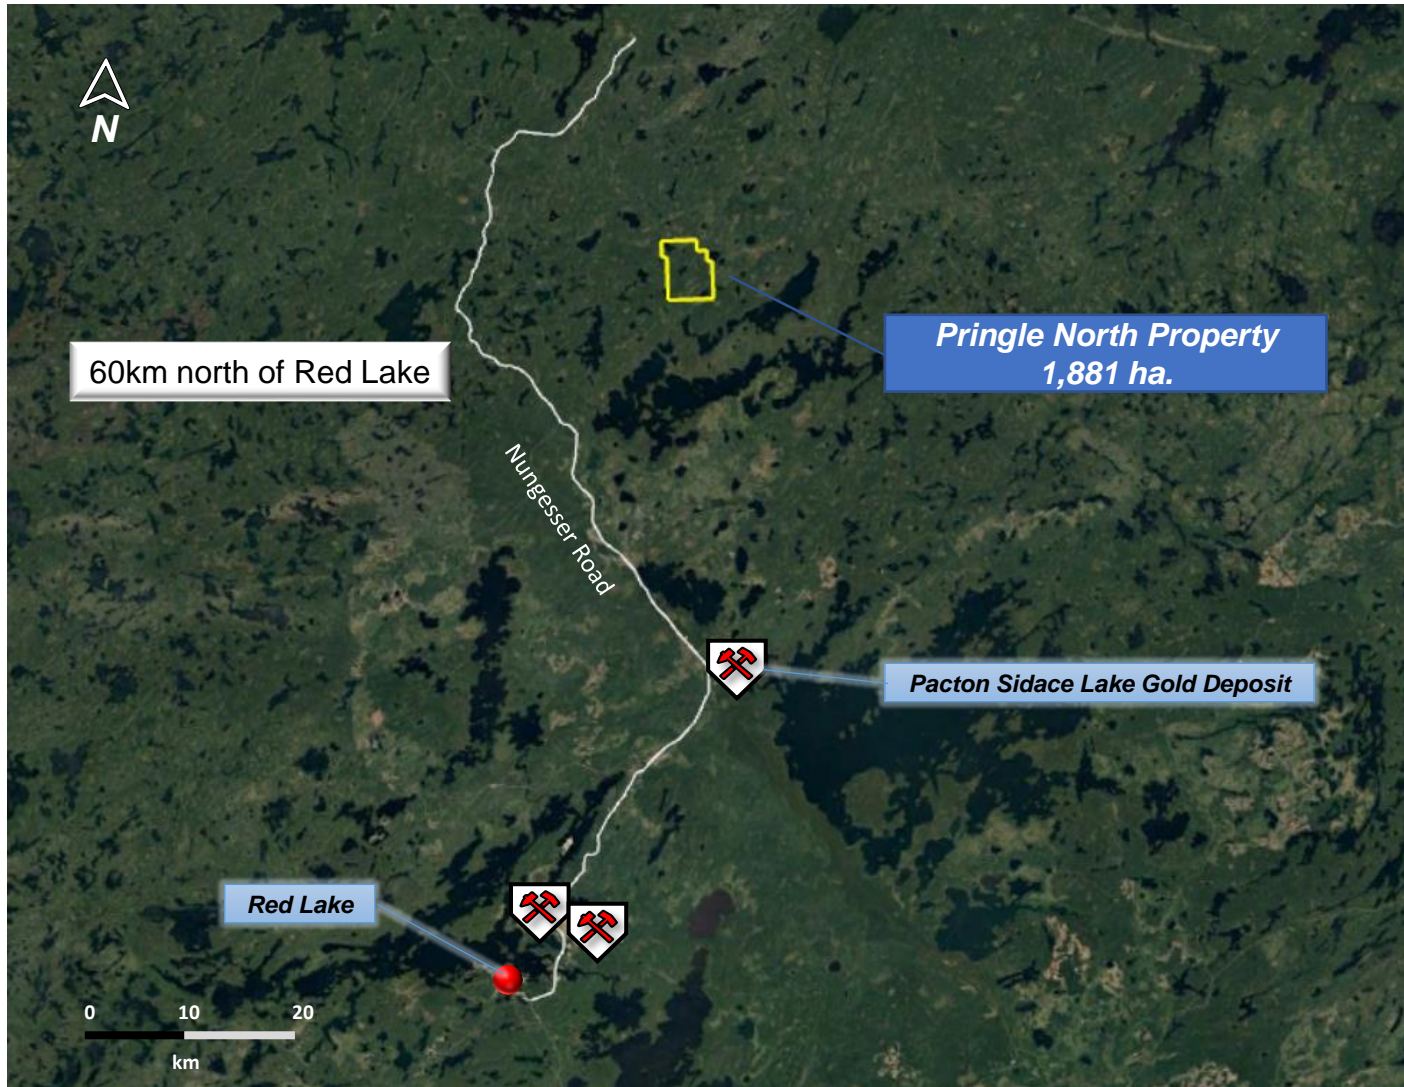 N
60km north of Red Lake
Pringle North Property
1,881 ha.
Nungesser Road
Pacton Sidace Lake Gold Deposit
Red Lake
0 10 20
km